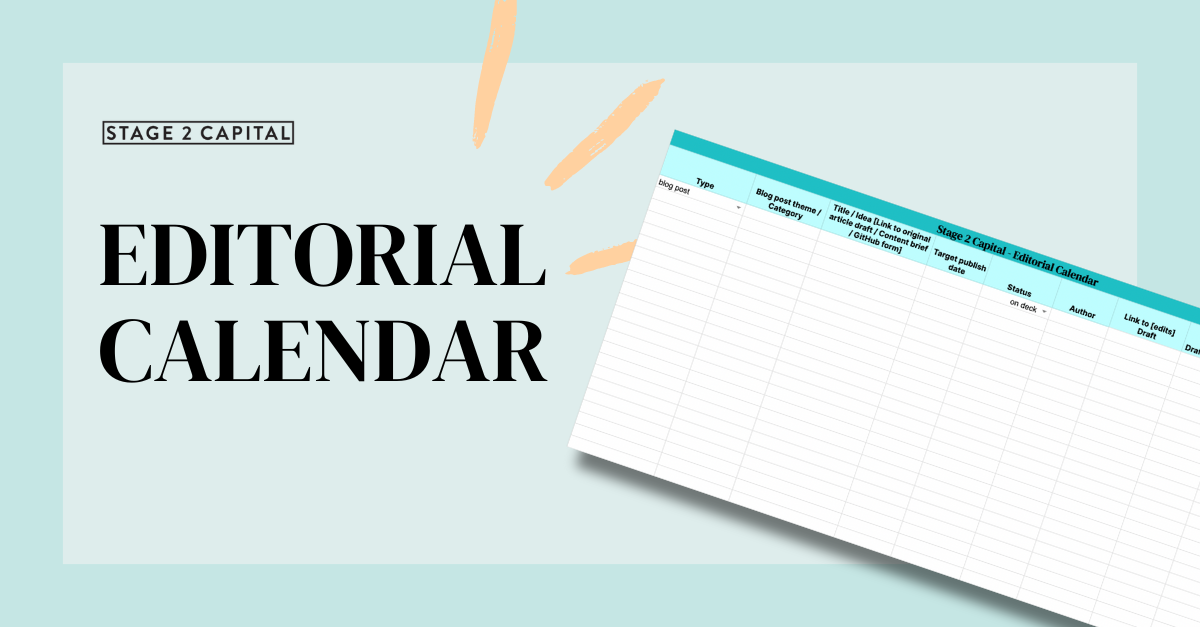 STAGE 2 CAPITAL
EDITORIAL
CALENDAR
Stage 2 Capital - Editorial Calendar
Type
Blog post theme /
Category
Title / Idea [Link to original
article draft / Content brief
/ GitHub form]
Target publish
date
Status
Author
Link to [edits]
Draft
blog post
on deck